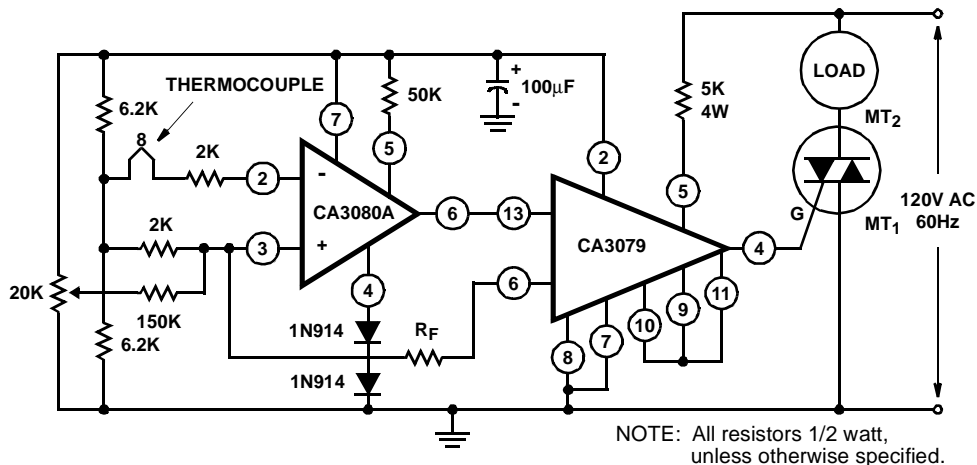 THERMOCOUPLE
6.2K
8
2K
2
7
50K
5
+
100μF
-
-
CA3080A
+
6
13
3
2K
20K
150K
6.2K
4
1N914
1N914
RF
2
CA3079
6
8
7
10
9
11
5K
4W
5
4
LOAD
MT2
G
MT1
120V AC
60Hz
NOTE: All resistors 1/2 watt,
unless otherwise specified.